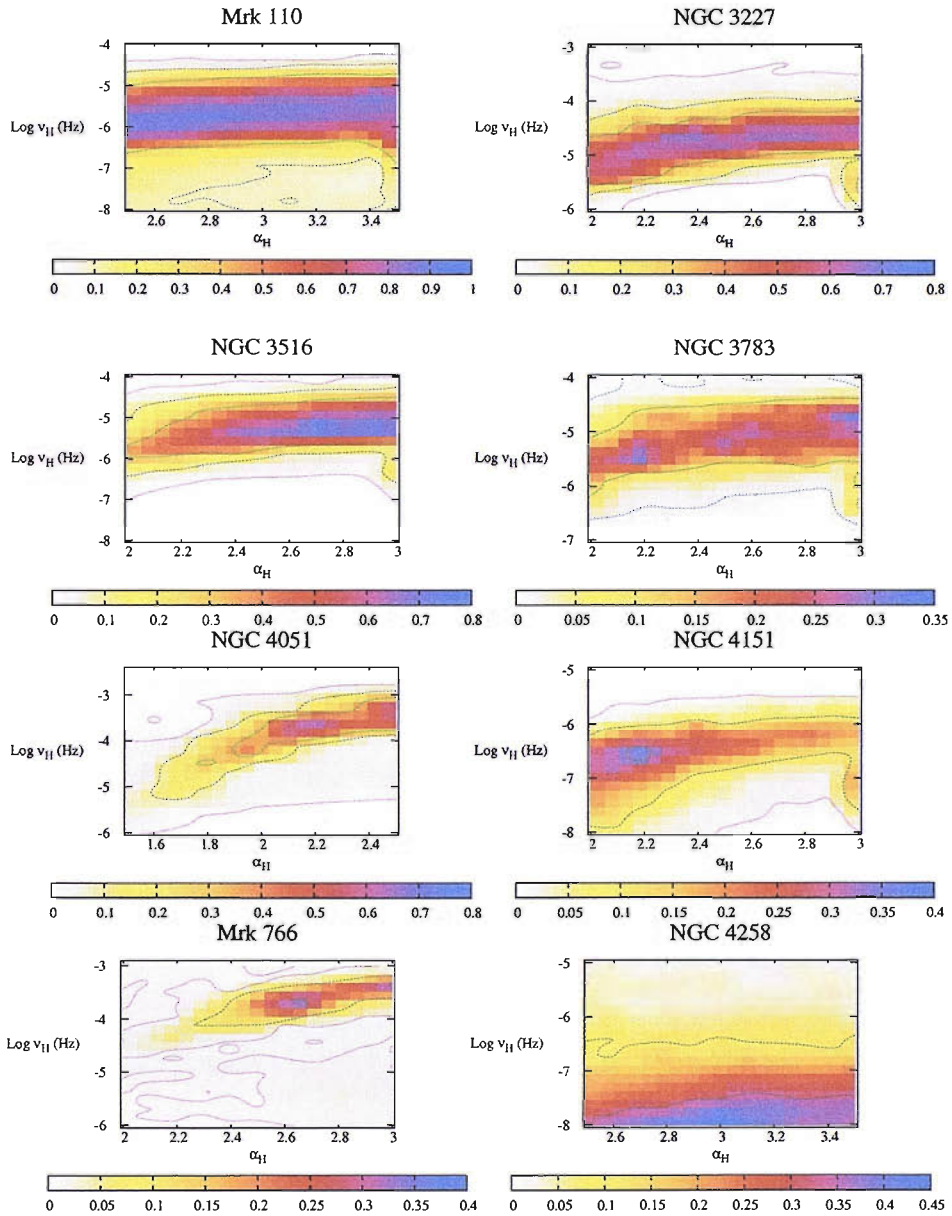 Mrk 110
-4
-5
Log ν_H (Hz) -6
-7
-8
2.6 2.8 3 3.2 3.4
α_H
0 0.1 0.2 0.3 0.4 0.5 0.6 0.7 0.8 0.9 1
NGC 3227
-3
-4
Log ν_H (Hz)
-5
-6
2 2.2 2.4 2.6 2.8 3
α_H
0 0.1 0.2 0.3 0.4 0.5 0.6 0.7 0.8
NGC 3516
-4
-5
Log ν_H (Hz) -6
-7
-8
2 2.2 2.4 2.6 2.8 3
α_H
0 0.1 0.2 0.3 0.4 0.5 0.6 0.7 0.8
NGC 3783
-4
-5
Log ν_H (Hz)
-6
-7
2 2.2 2.4 2.6 2.8 3
α_H
0 0.05 0.1 0.15 0.2 0.25 0.3 0.35
NGC 4051
-3
-4
Log ν_H (Hz)
-5
-6
1.6 1.8 2 2.2 2.4
α_H
0 0.1 0.2 0.3 0.4 0.5 0.6 0.7 0.8
NGC 4151
-5
-6
Log ν_H (Hz)
-7
-8
2 2.2 2.4 2.6 2.8 3
α_H
0 0.05 0.1 0.15 0.2 0.25 0.3 0.35 0.4
Mrk 766
-3
-4
Log ν_H (Hz)
-5
-6
2 2.2 2.4 2.6 2.8 3
α_H
0 0.05 0.1 0.15 0.2 0.25 0.3 0.35 0.4
NGC 4258
-5
-6
Log ν_H (Hz)
-7
-8
2.6 2.8 3 3.2 3.4
α_H
0 0.05 0.1 0.15 0.2 0.25 0.3 0.35 0.4 0.45